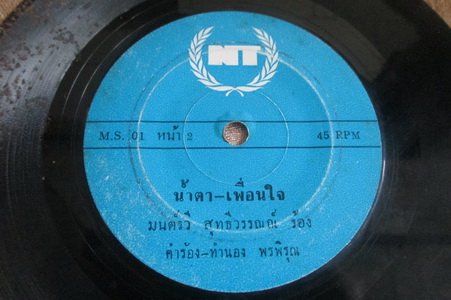 NT
M.S. 01 หน้า 2 45 RPM
น้ำตา-เพื่อนใจ
มนต์รวี สุทธิวรรณณ์ ร้อง
คำร้อง-ทำนอง พรพิรุณ